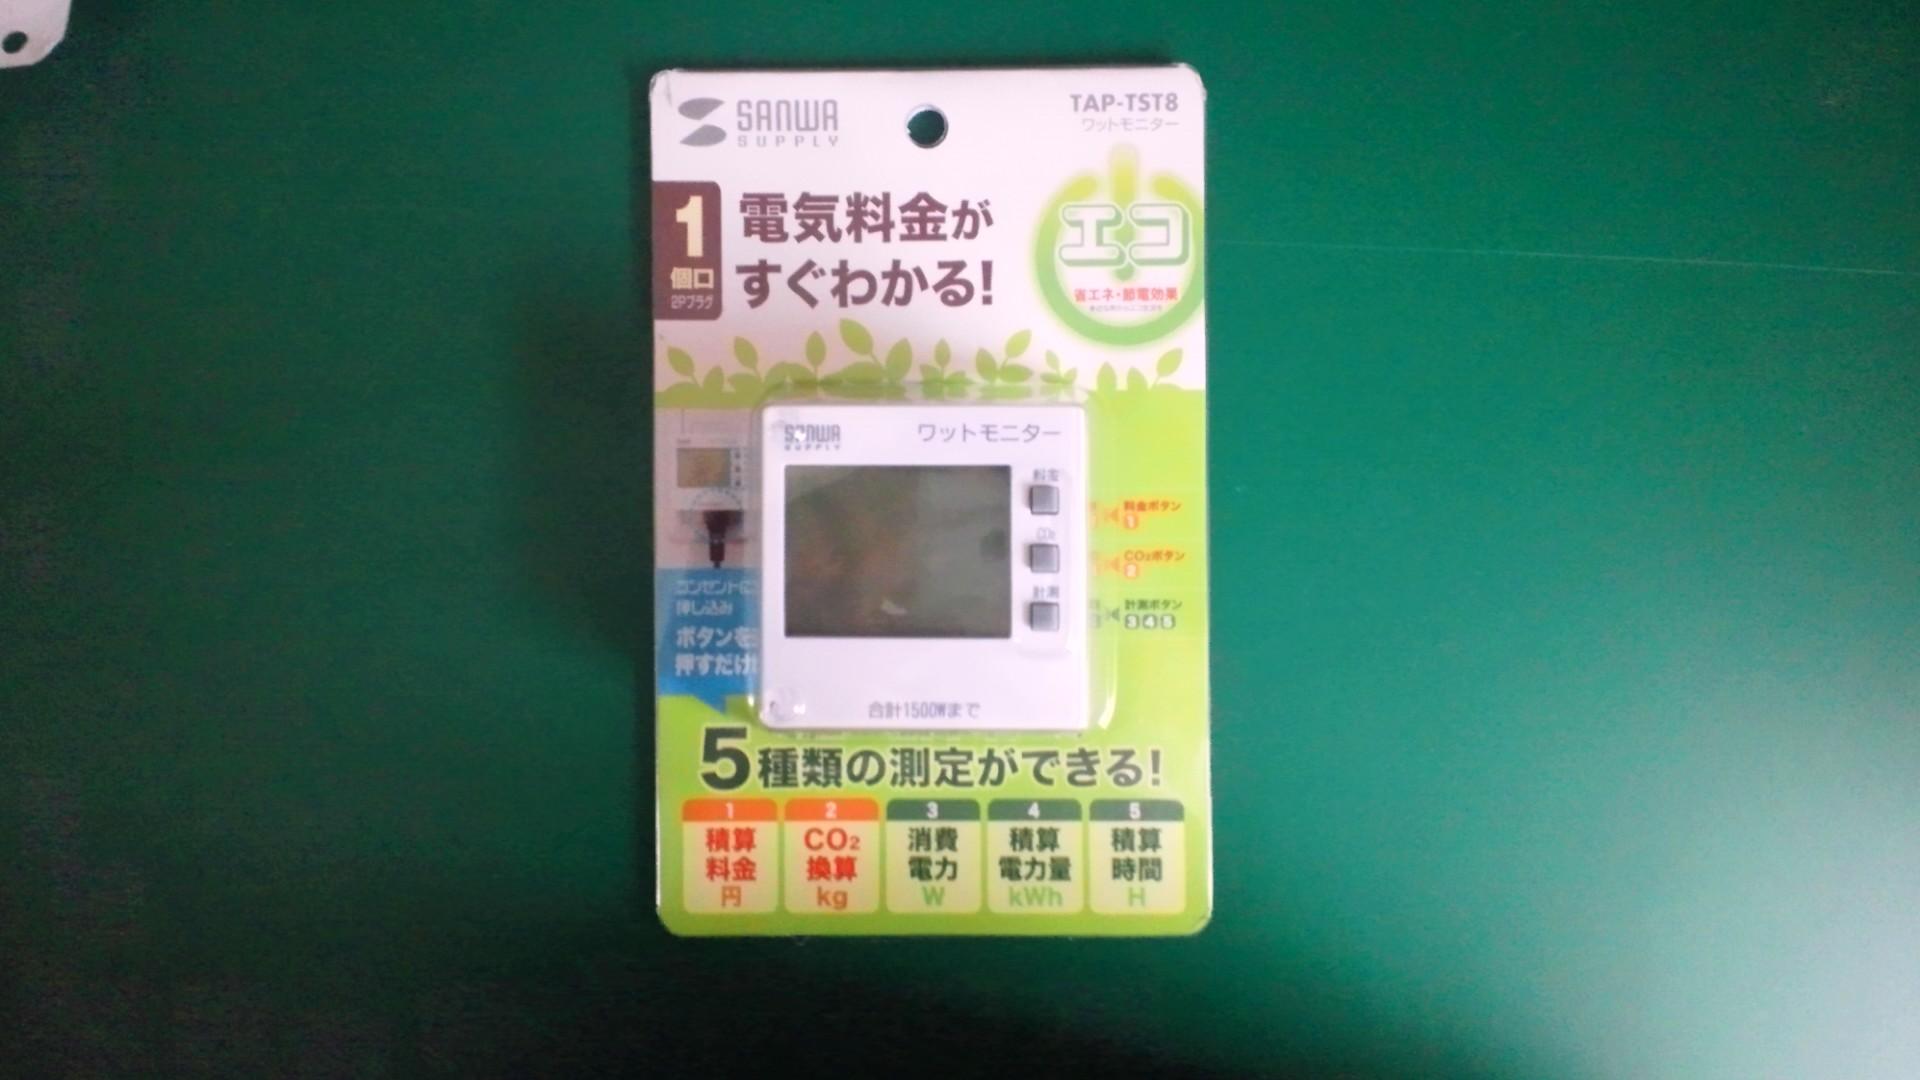 SANWA
SUPPLY
TAP-TST8
ワットモニター
1
個口
2Pプラグ
電気料金が
すぐわかる!
エコ
省エネ・節電効果
SANWA
SUPPLY
ワットモニター
料金
CO₂
計測
合計1500Wまで
コンセントに
押し込み
ボタンを
押すだけ
料金ボタン
1
CO₂ボタン
2
計測ボタン
3 4 5
5種類の測定ができる!
1
積算
料金
円
2
CO₂
換算
kg
3
消費
電力
W
4
積算
電力量
kWh
5
積算
時間
H